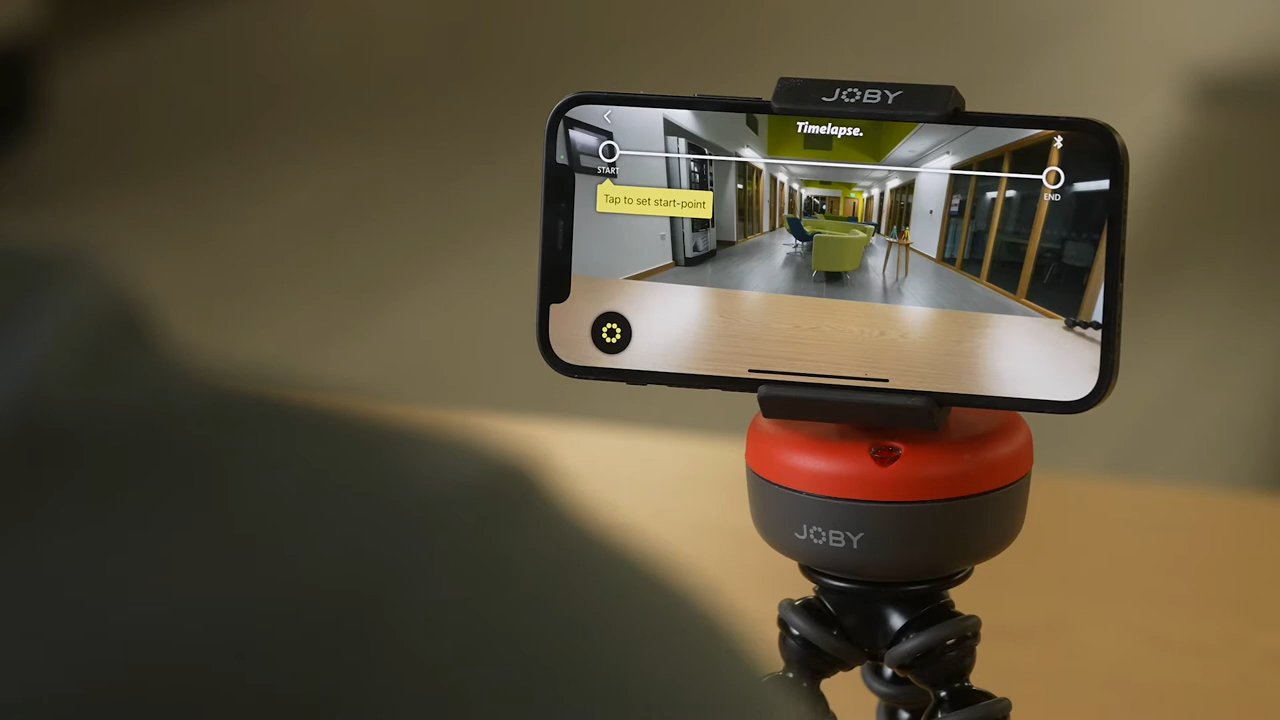 JOBY
Timelapse.
START
Tap to set start-point
END
JOBY